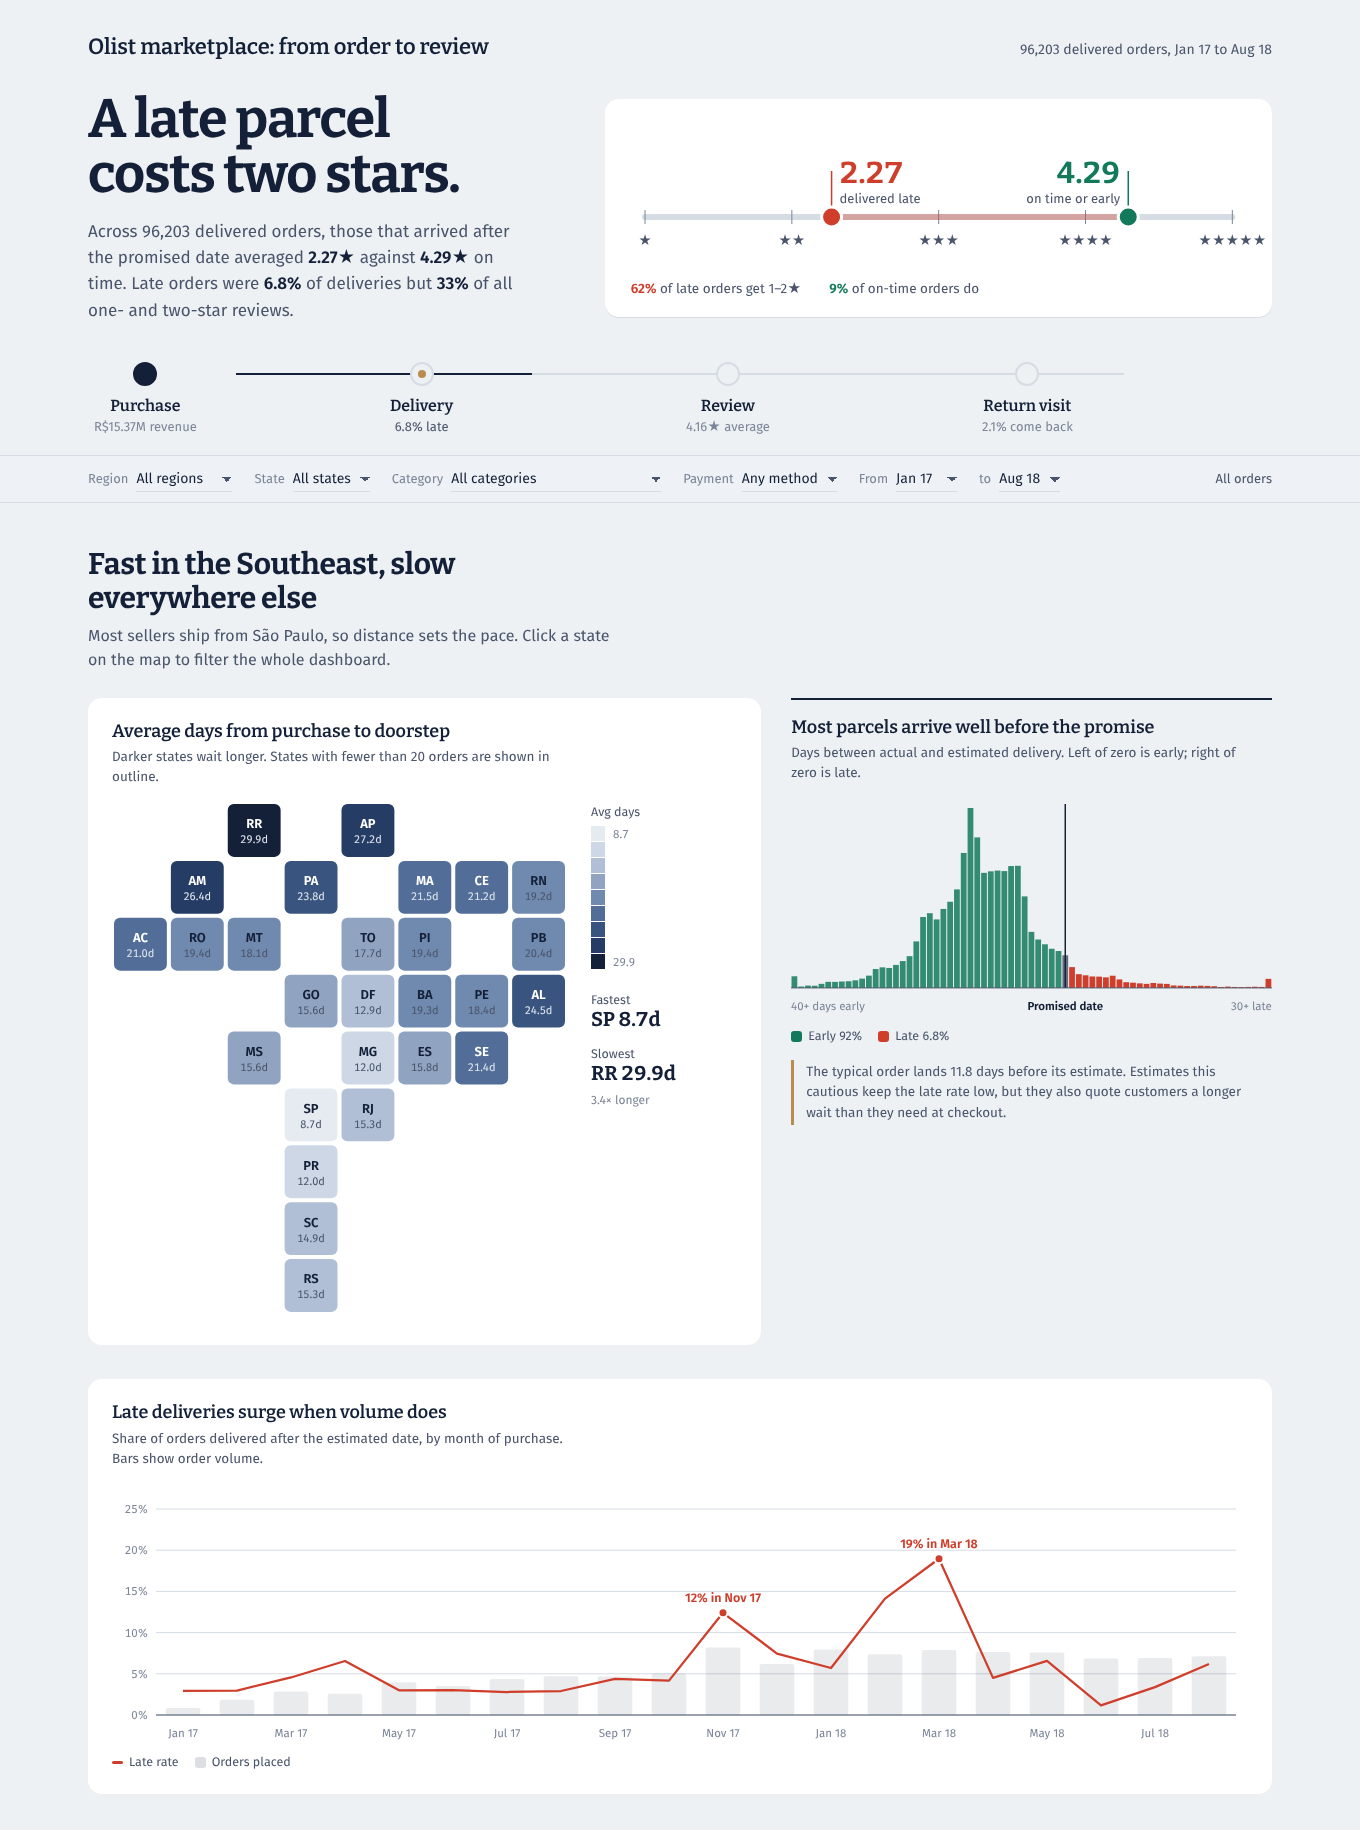 Olist marketplace: from order to review
96,203 delivered orders, Jan 17 to Aug 18
A late parcel
costs two stars.
Across 96,203 delivered orders, those that arrived after
the promised date averaged 2.27★ against 4.29★ on
time. Late orders were 6.8% of deliveries but 33% of all
one- and two-star reviews.
2.27
delivered late
4.29
on time or early
★ ★★ ★★★ ★★★★ ★★★★★
62% of late orders get 1–2★ 9% of on-time orders do
Purchase
R$15.37M revenue
Delivery
6.8% late
Review
4.16★ average
Return visit
2.1% come back
Region All regions State All states Category All categories Payment Any method From Jan 17 to Aug 18 All orders
Fast in the Southeast, slow
everywhere else
Most sellers ship from São Paulo, so distance sets the pace. Click a state
on the map to filter the whole dashboard.
Average days from purchase to doorstep
Darker states wait longer. States with fewer than 20 orders are shown in
outline.
RR AP
29.9d 27.2d
AM PA MA CE RN
26.4d 23.8d 21.5d 21.2d 19.2d
AC RO MT TO PI PB
21.0d 19.4d 18.1d 17.7d 19.4d 20.4d
GO DF BA PE AL
15.6d 12.9d 19.3d 18.4d 24.5d
MS MG ES SE
15.6d 12.0d 15.8d 21.4d
SP RJ
8.7d 15.3d
PR
12.0d
SC
14.9d
RS
15.3d
Avg days
8.7
29.9
Fastest
SP 8.7d
Slowest
RR 29.9d
3.4× longer
Most parcels arrive well before the promise
Days between actual and estimated delivery. Left of zero is early; right of
zero is late.
40+ days early Promised date 30+ late
Early 92% Late 6.8%
The typical order lands 11.8 days before its estimate. Estimates this
cautious keep the late rate low, but they also quote customers a longer
wait than they need at checkout.
Late deliveries surge when volume does
Share of orders delivered after the estimated date, by month of purchase.
Bars show order volume.
25%
20%
15%
10%
5%
0%
12% in Nov 17
19% in Mar 18
Jan 17 Mar 17 May 17 Jul 17 Sep 17 Nov 17 Jan 18 Mar 18 May 18 Jul 18
Late rate Orders placed